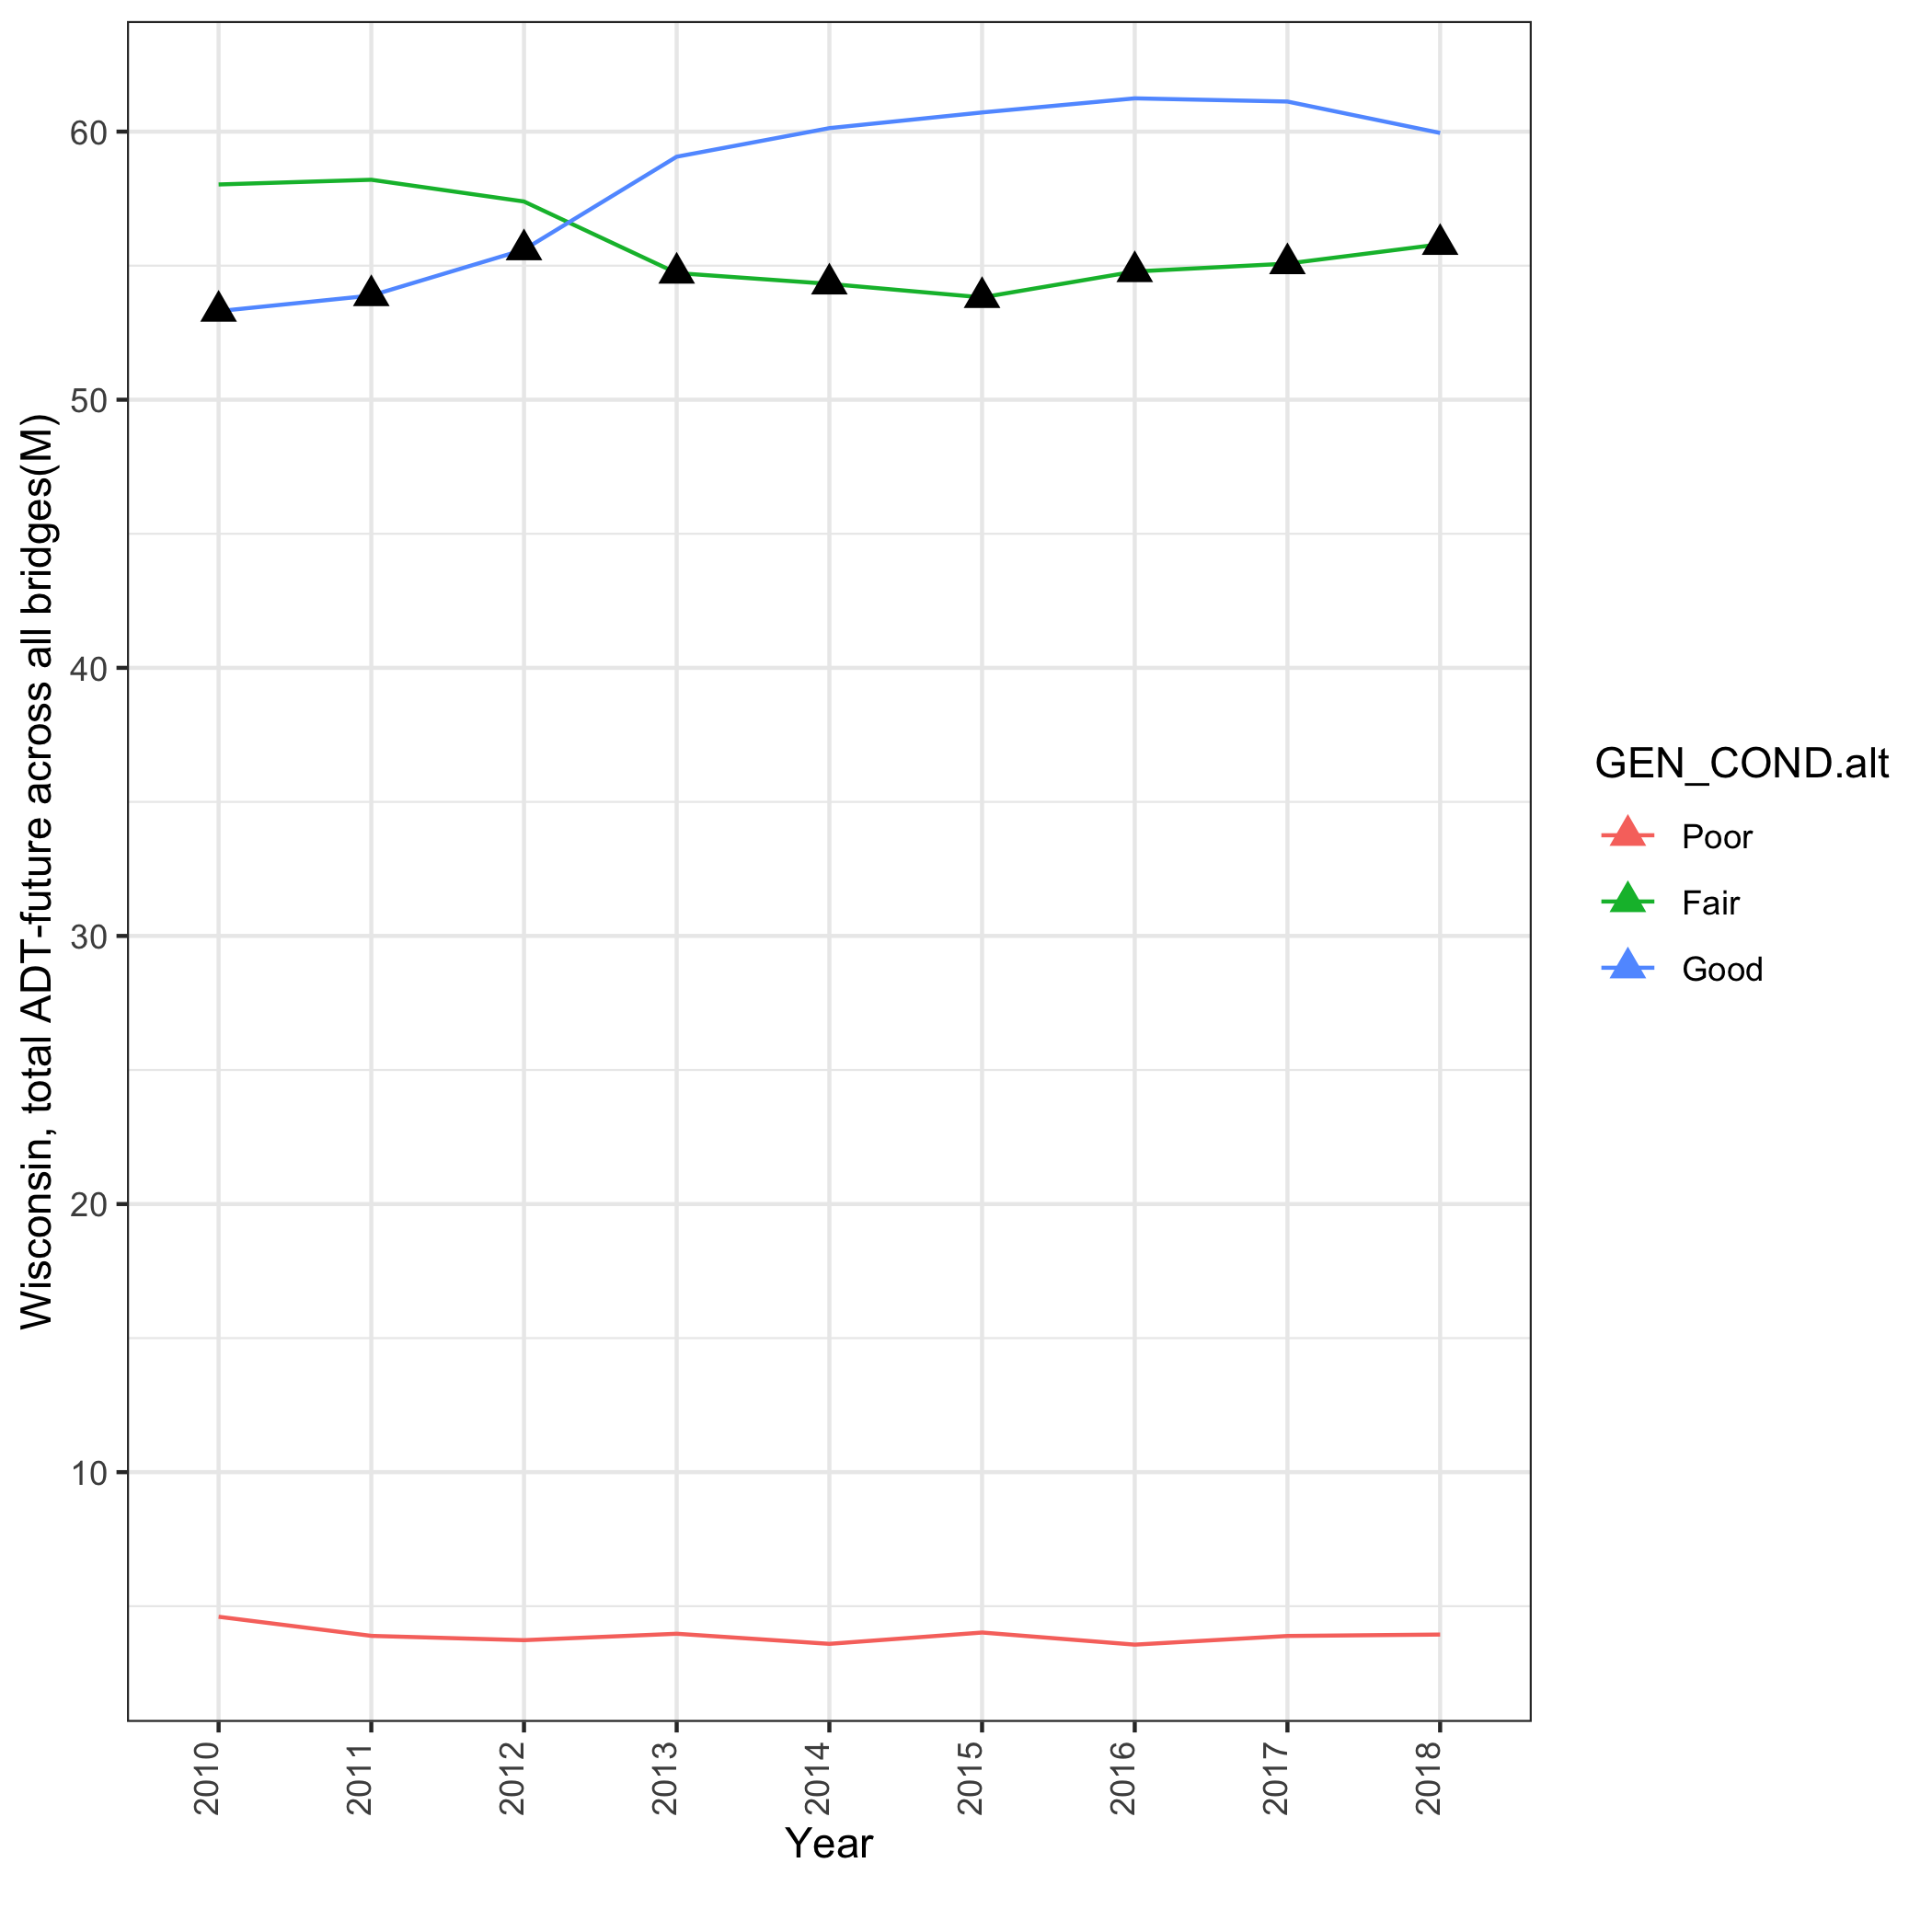 Wisconsin, total ADT-future across all bridges(M)
60
50
40
30
20
10
2010
2011
2012
2013
2014
2015
2016
2017
2018
Year
GEN_COND.alt
Poor
Fair
Good